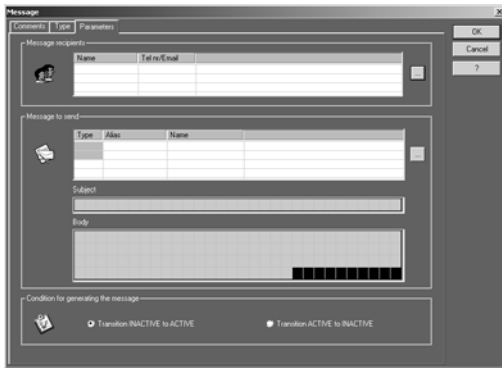 Message
Comments Type Parameters
OK
Cancel
?
Message recipients
Name Tel nr/Email
...
Message to send
Type Alias Name
...
Subject
Body
Condition for generating the message
Transition INACTIVE to ACTIVE
Transition ACTIVE to INACTIVE